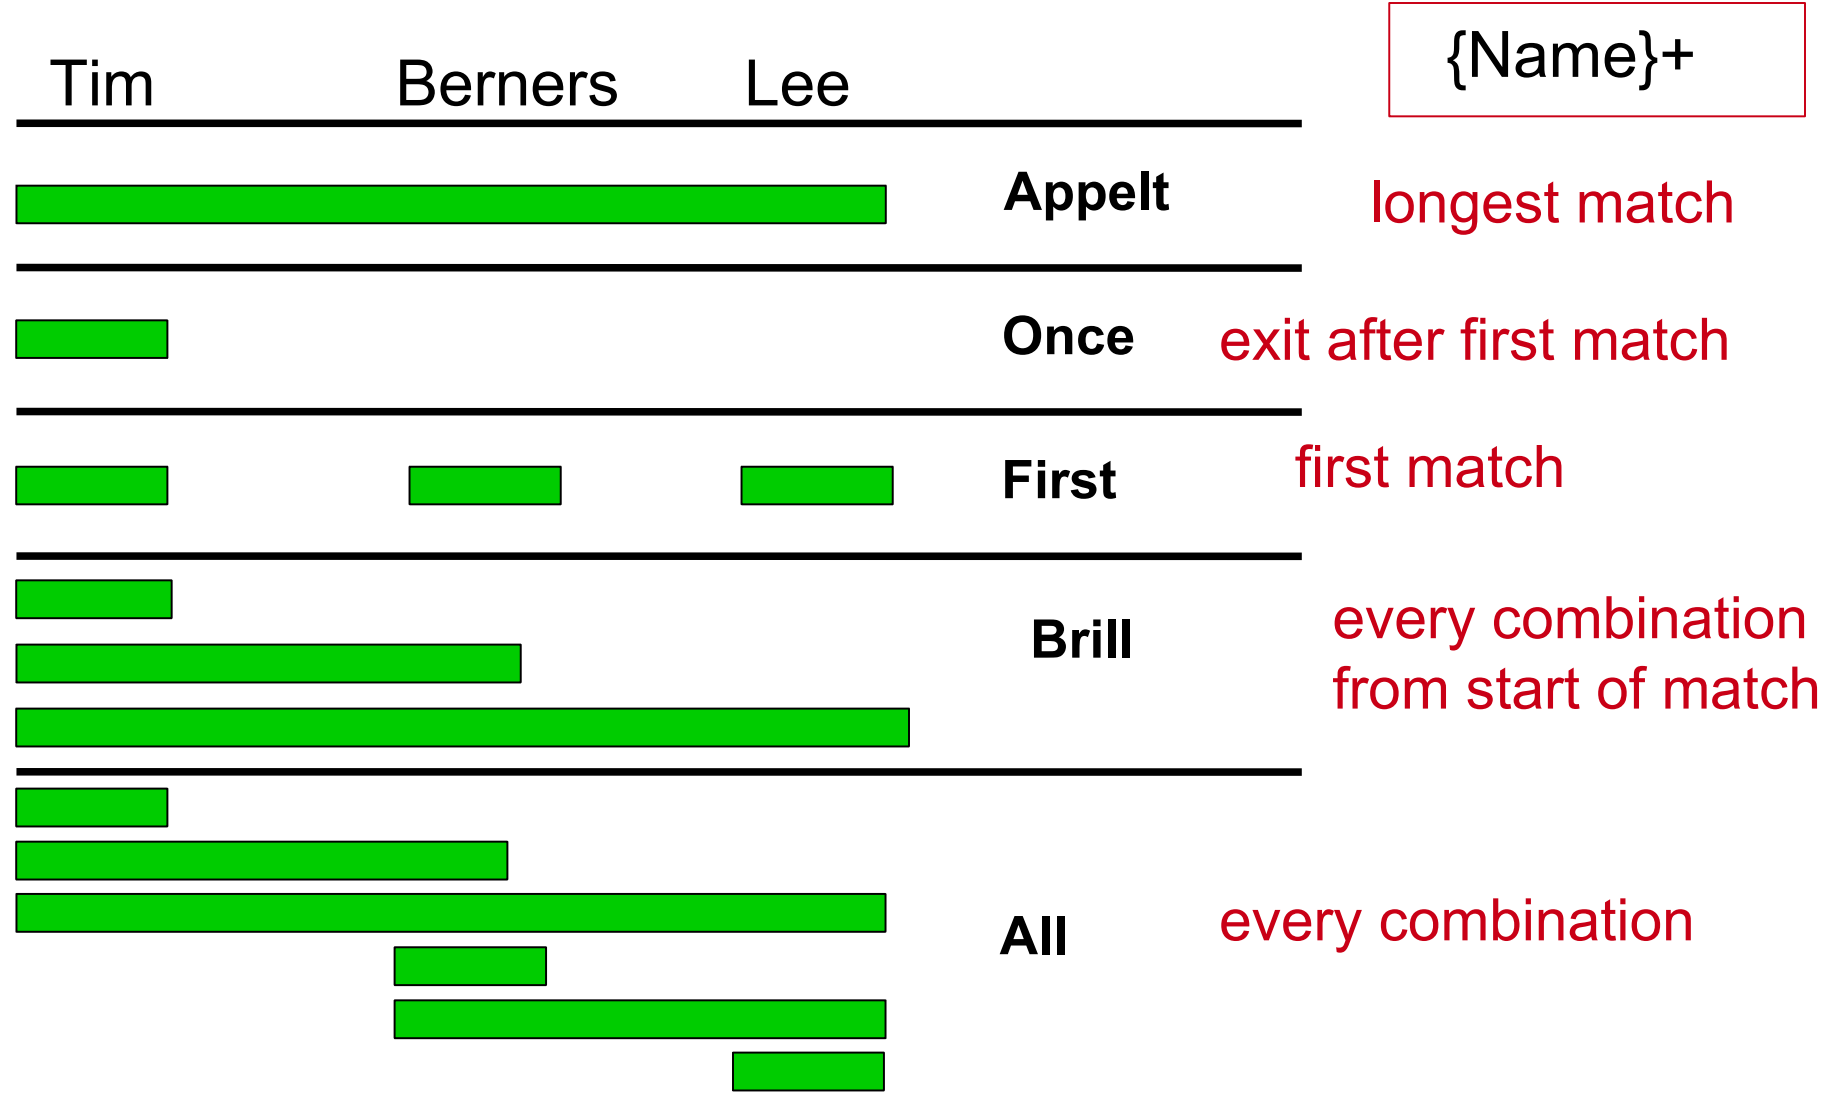 Tim Berners Lee
{Name}+
Appelt
longest match
Once
exit after first match
First
first match
Brill
every combination
from start of match
All
every combination